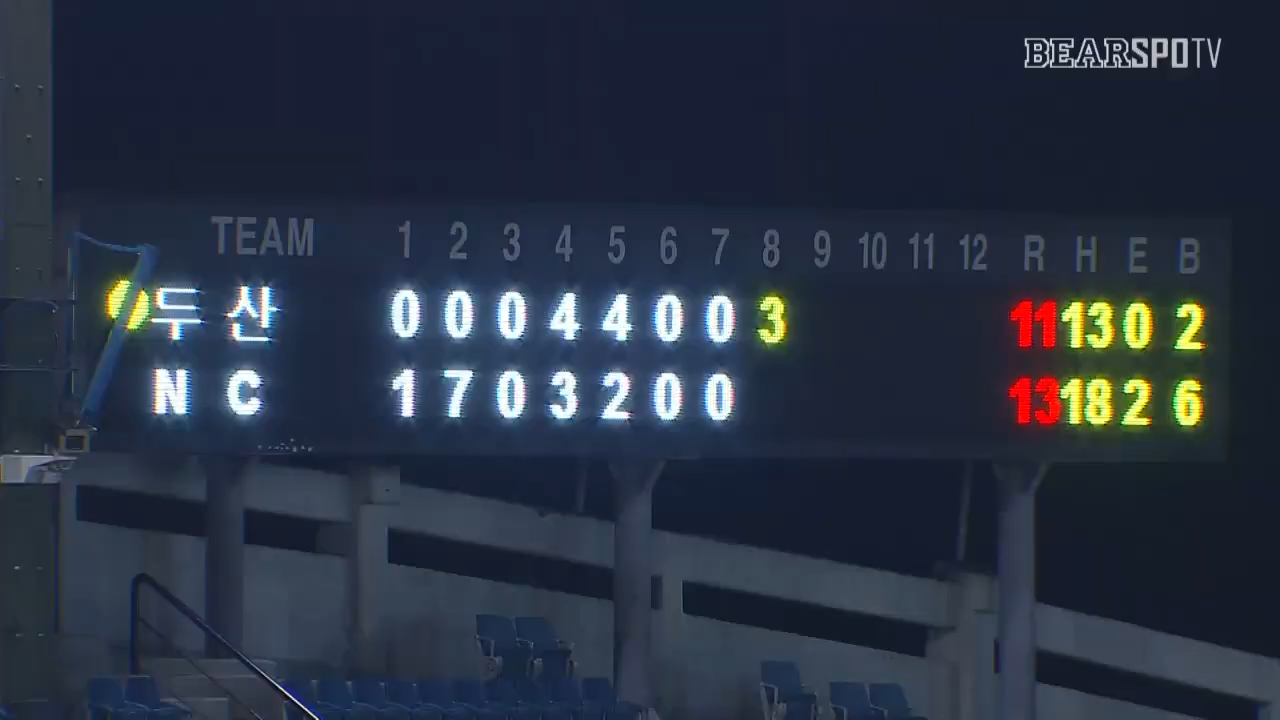 BEARSPOTV
TEAM 1 2 3 4 5 6 7 8 9 10 11 12 R H E B
두산 0 0 0 4 4 0 0 3 11 13 0 2
NC 1 7 0 3 2 0 0 13 18 2 6